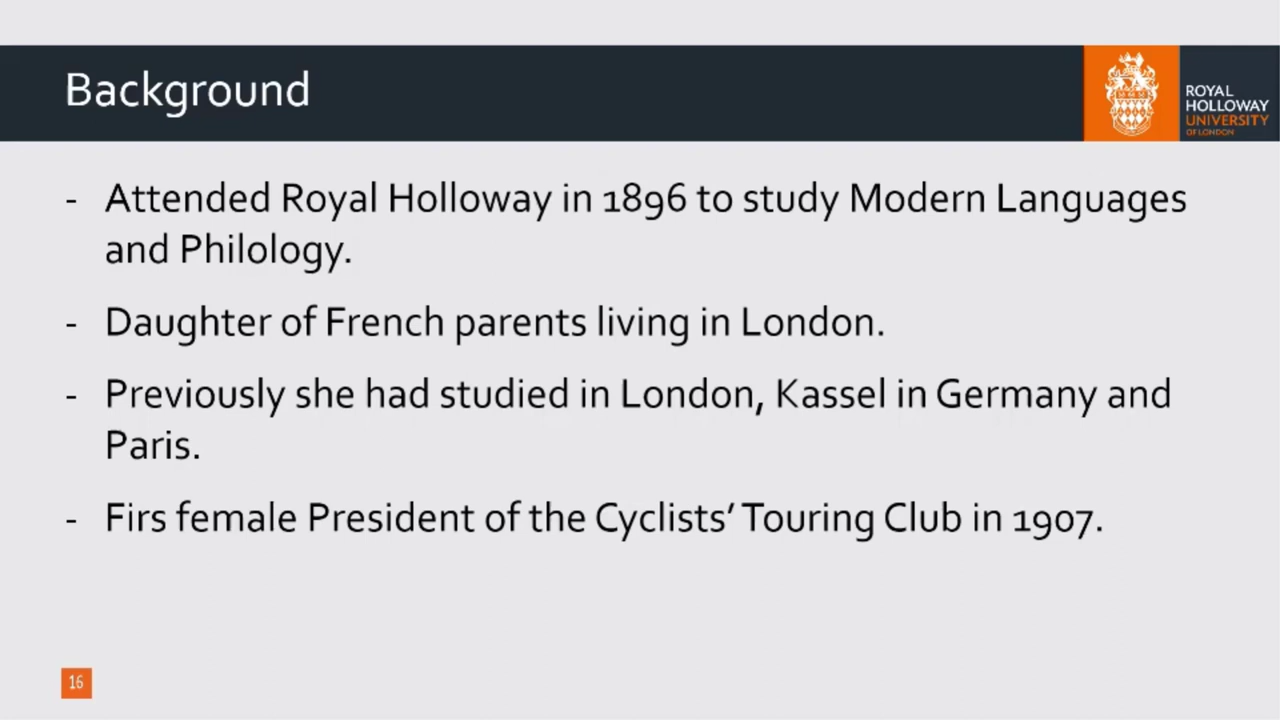 Background
ROYAL
HOLLOWAY
UNIVERSITY
OF LONDON
- Attended Royal Holloway in 1896 to study Modern Languages
and Philology.
- Daughter of French parents living in London.
- Previously she had studied in London, Kassel in Germany and
Paris.
- Firs female President of the Cyclists’ Touring Club in 1907.
16